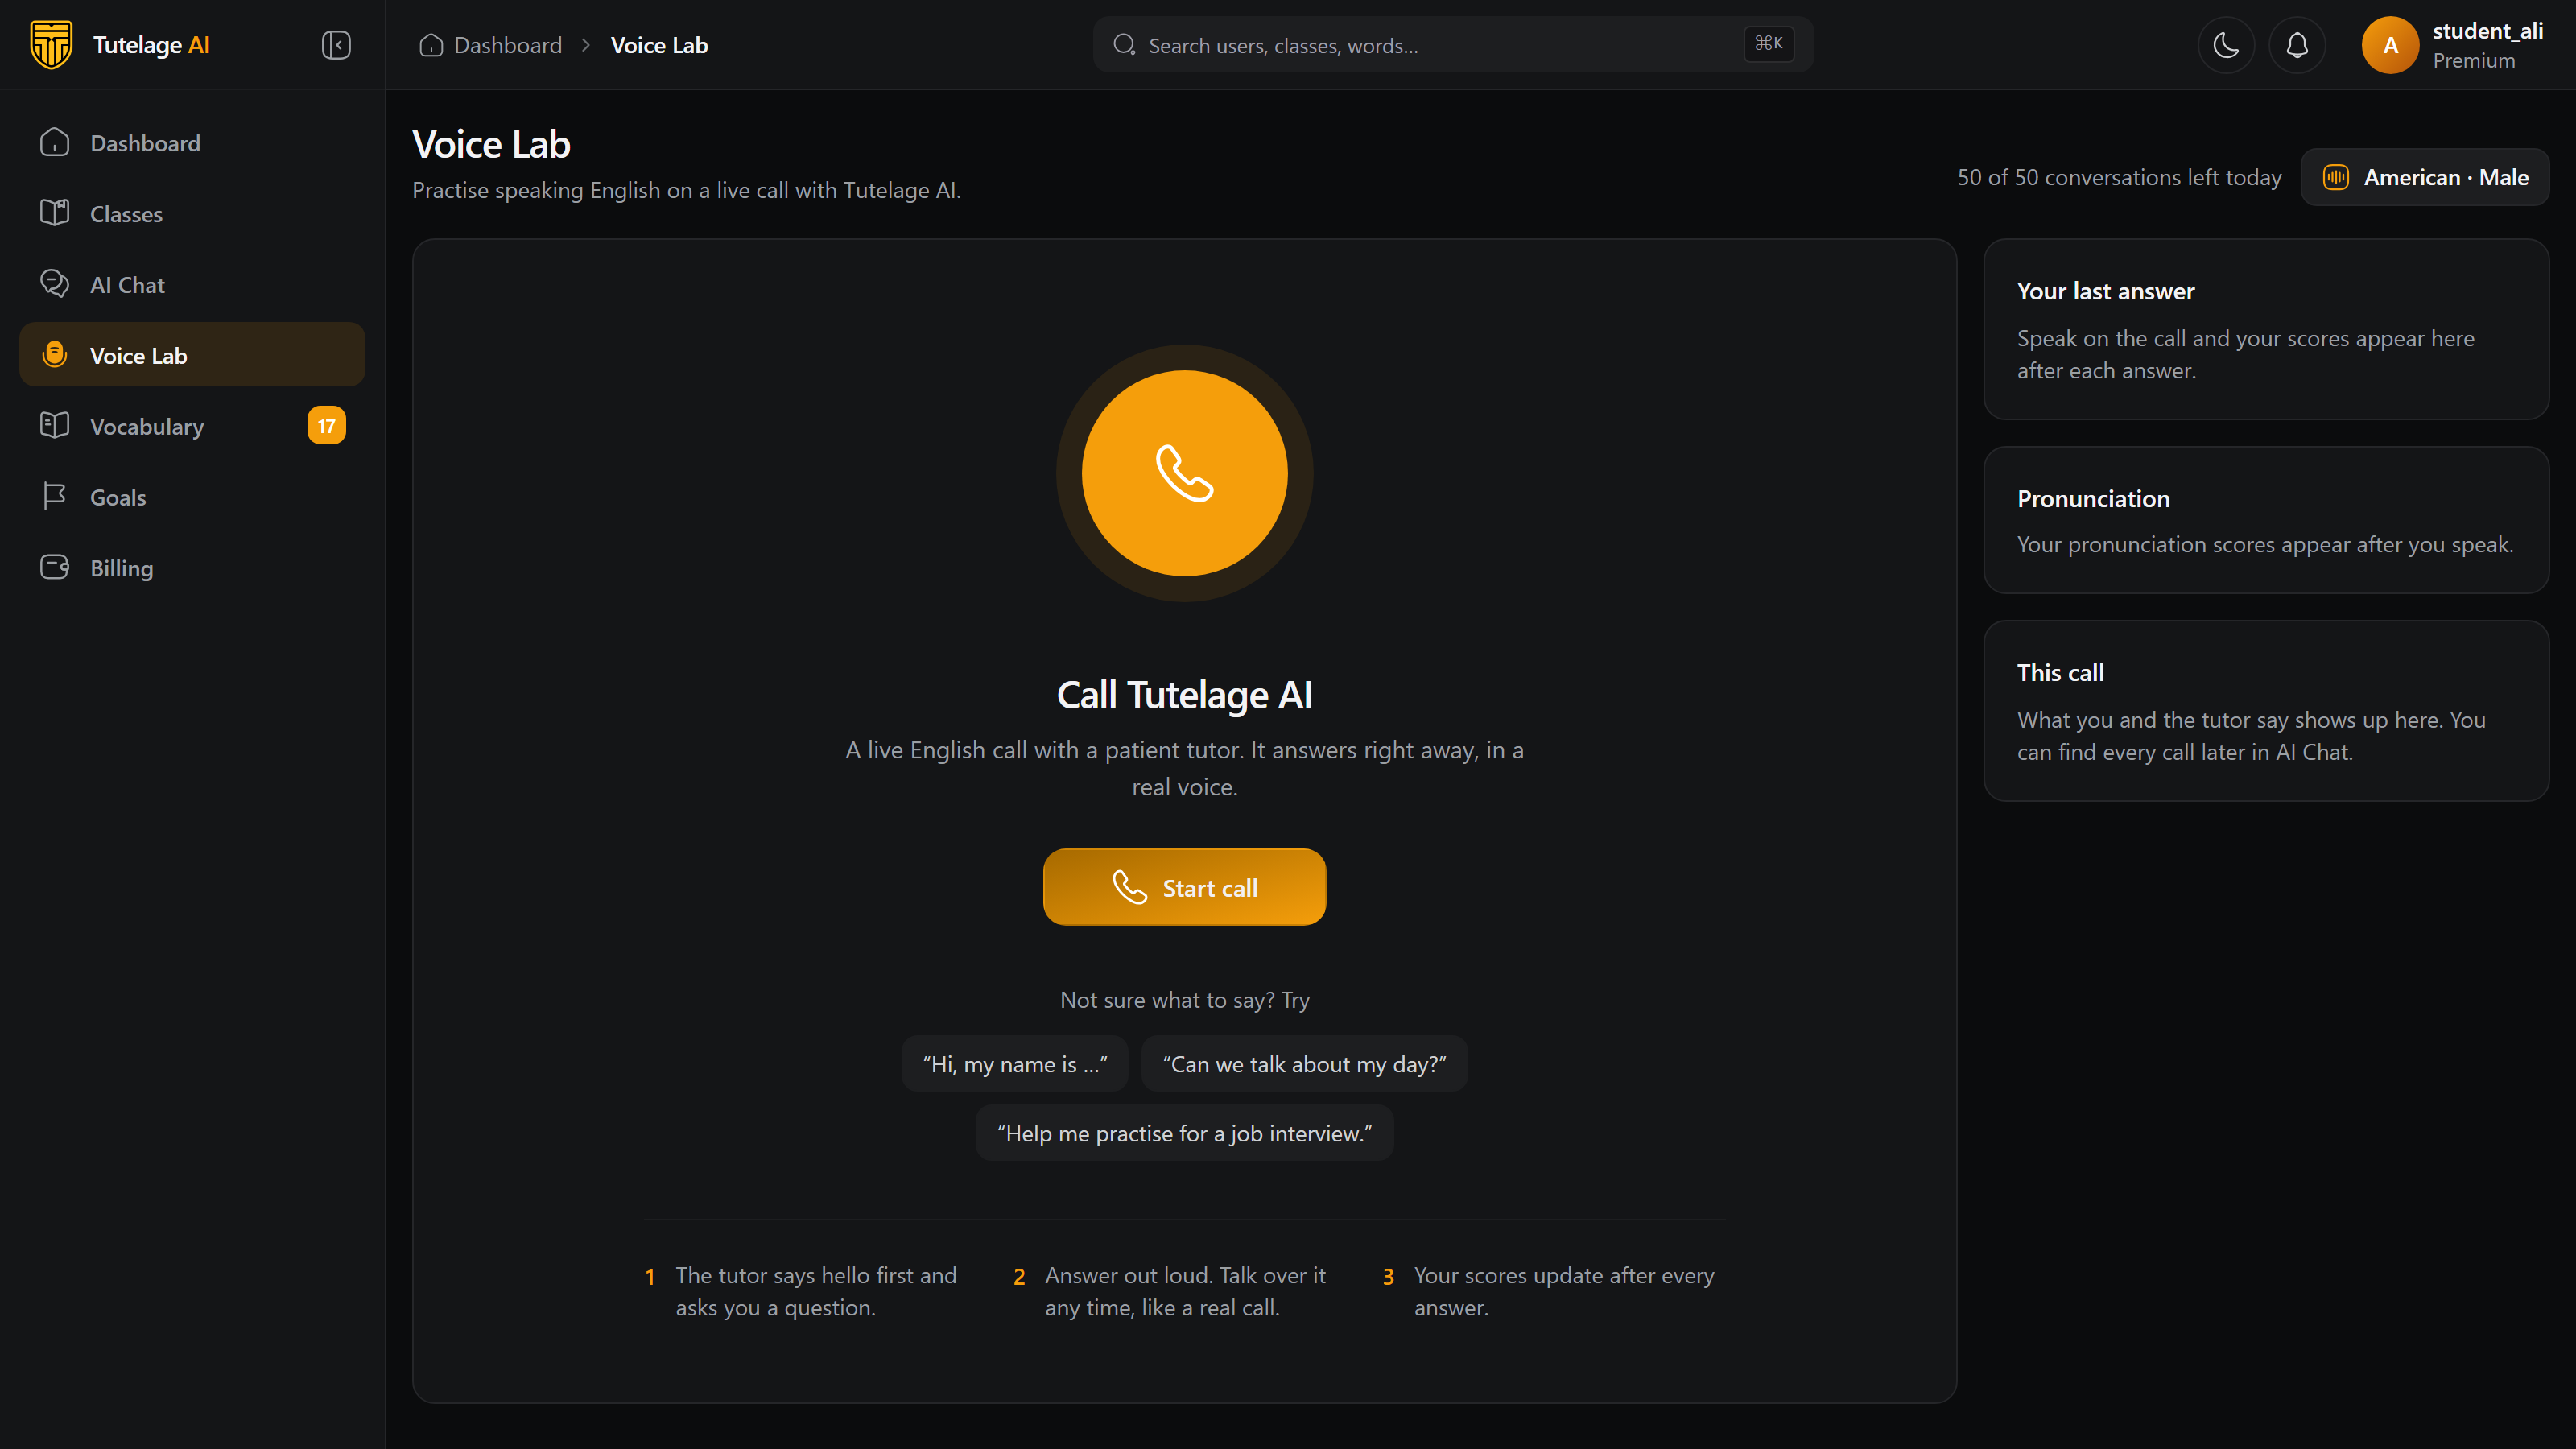 Tutelage AI
Dashboard
Classes
AI Chat
Voice Lab
Vocabulary 17
Goals
Billing
Dashboard > Voice Lab
Search users, classes, words...
⌘K
A
student_ali
Premium
Voice Lab
Practise speaking English on a live call with Tutelage AI.
50 of 50 conversations left today
American · Male
Call Tutelage AI
A live English call with a patient tutor. It answers right away, in a
real voice.
Start call
Not sure what to say? Try
“Hi, my name is ...”
“Can we talk about my day?”
“Help me practise for a job interview.”
1 The tutor says hello first and
asks you a question.
2 Answer out loud. Talk over it
any time, like a real call.
3 Your scores update after every
answer.
Your last answer
Speak on the call and your scores appear here
after each answer.
Pronunciation
Your pronunciation scores appear after you speak.
This call
What you and the tutor say shows up here. You
can find every call later in AI Chat.